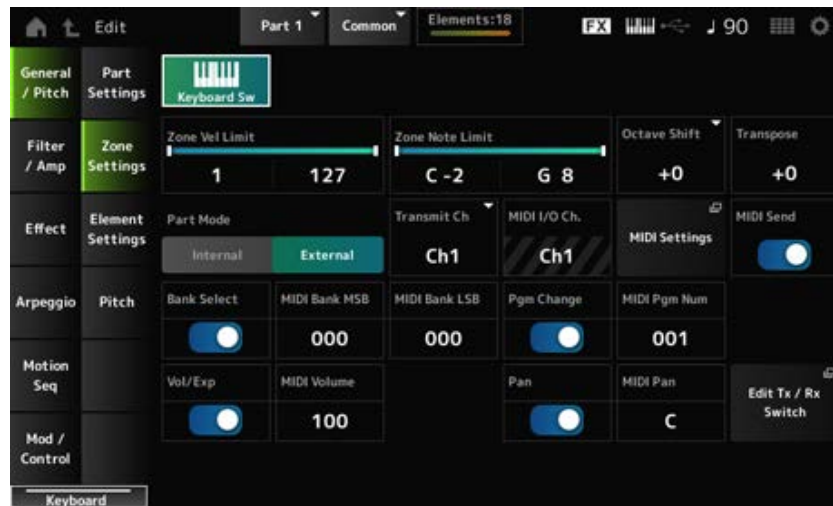 Edit
Part 1
Common
Elements:18
FX
♩ 90
General / Pitch
Filter / Amp
Effect
Arpeggio
Motion Seq
Mod / Control
Keyboard
Part Settings
Zone Settings
Element Settings
Pitch
Keyboard Sw
Zone Vel Limit
1 127
Zone Note Limit
C -2 G 8
Octave Shift
+0
Transpose
+0
Part Mode
Internal External
Transmit Ch
Ch1
MIDI I/O Ch.
Ch1
MIDI Settings
MIDI Send
Bank Select
MIDI Bank MSB
000
MIDI Bank LSB
000
Pgm Change
MIDI Pgm Num
001
Vol/Exp
MIDI Volume
100
Pan
MIDI Pan
C
Edit Tx / Rx
Switch